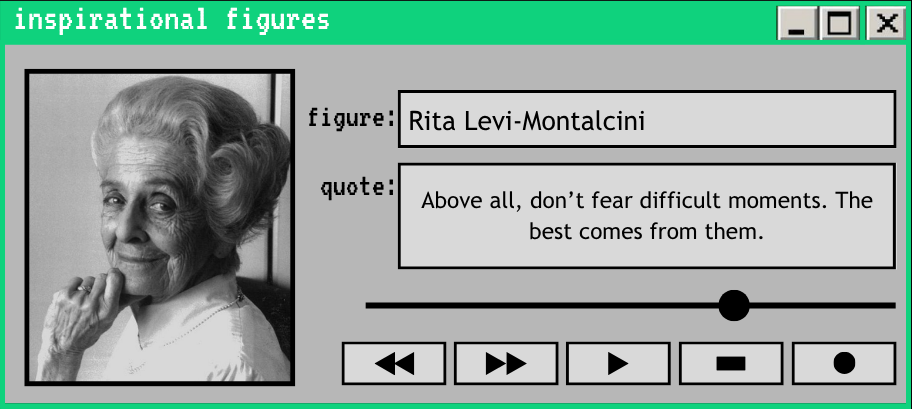 inspirational figures
figure:
Rita Levi-Montalcini
quote:
Above all, don’t fear difficult moments. The
best comes from them.